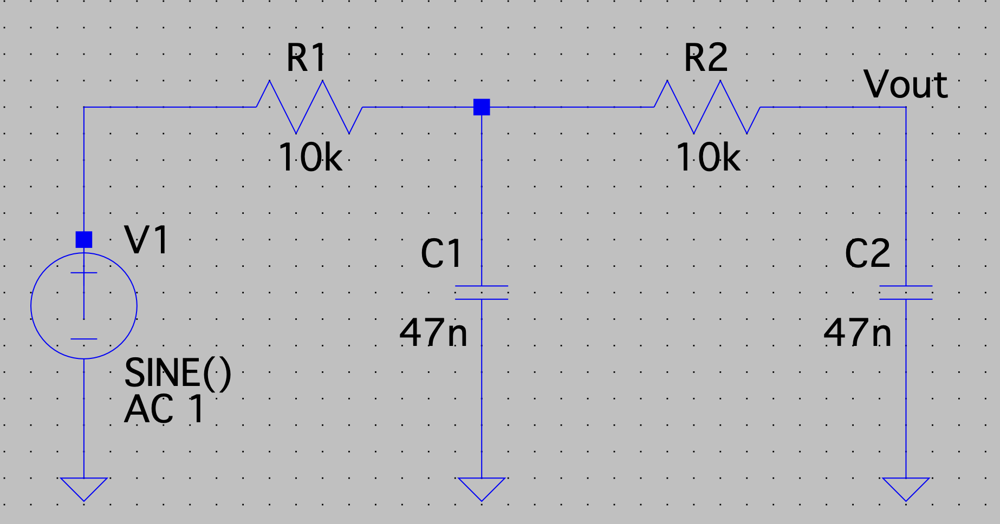 R1
10k
R2
10k
Vout
V1
SINE()
AC 1
C1
47n
C2
47n